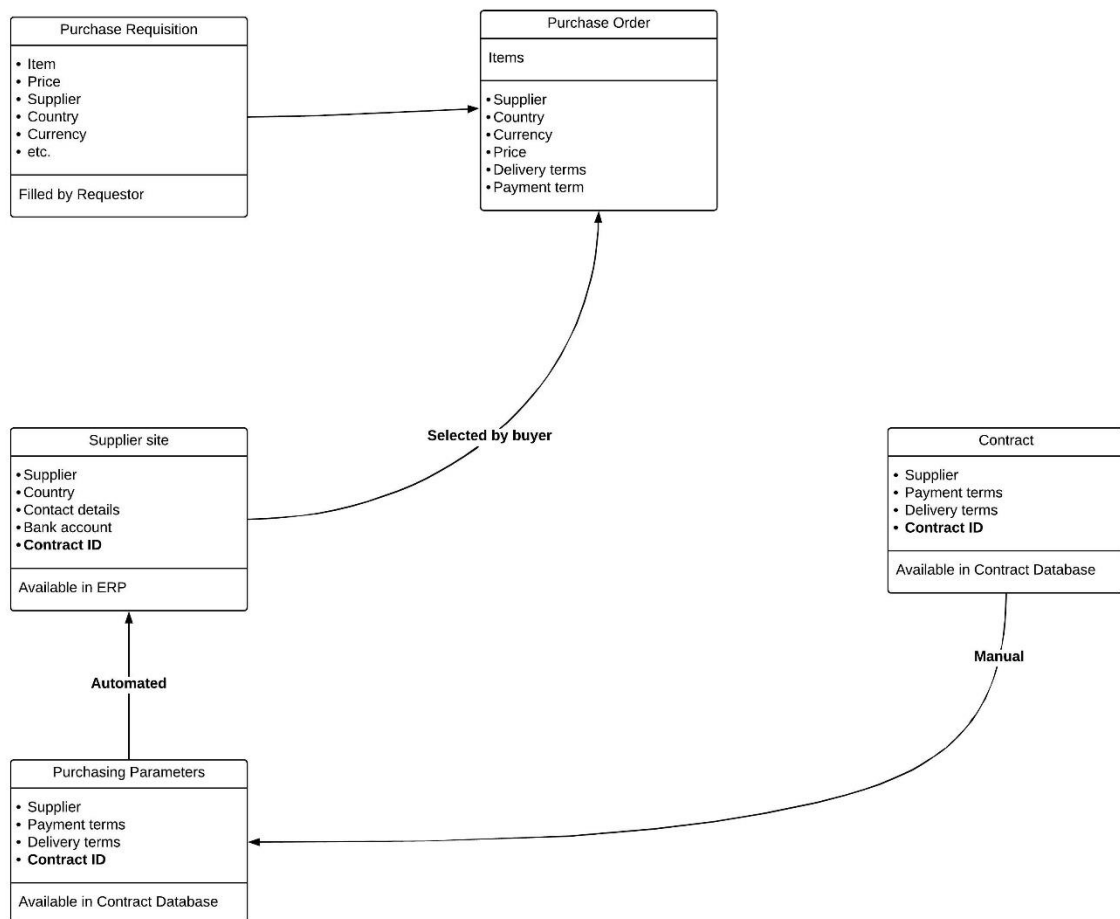 Purchase Requisition
• Item
• Price
• Supplier
• Country
• Currency
• etc.
Filled by Requestor
Purchase Order
Items
• Supplier
• Country
• Currency
• Price
• Delivery terms
• Payment term
Selected by buyer
Supplier site
• Supplier
• Country
• Contact details
• Bank account
• Contract ID
Available in ERP
Contract
• Supplier
• Payment terms
• Delivery terms
• Contract ID
Available in Contract Database
Manual
Automated
Purchasing Parameters
• Supplier
• Payment terms
• Delivery terms
• Contract ID
Available in Contract Database